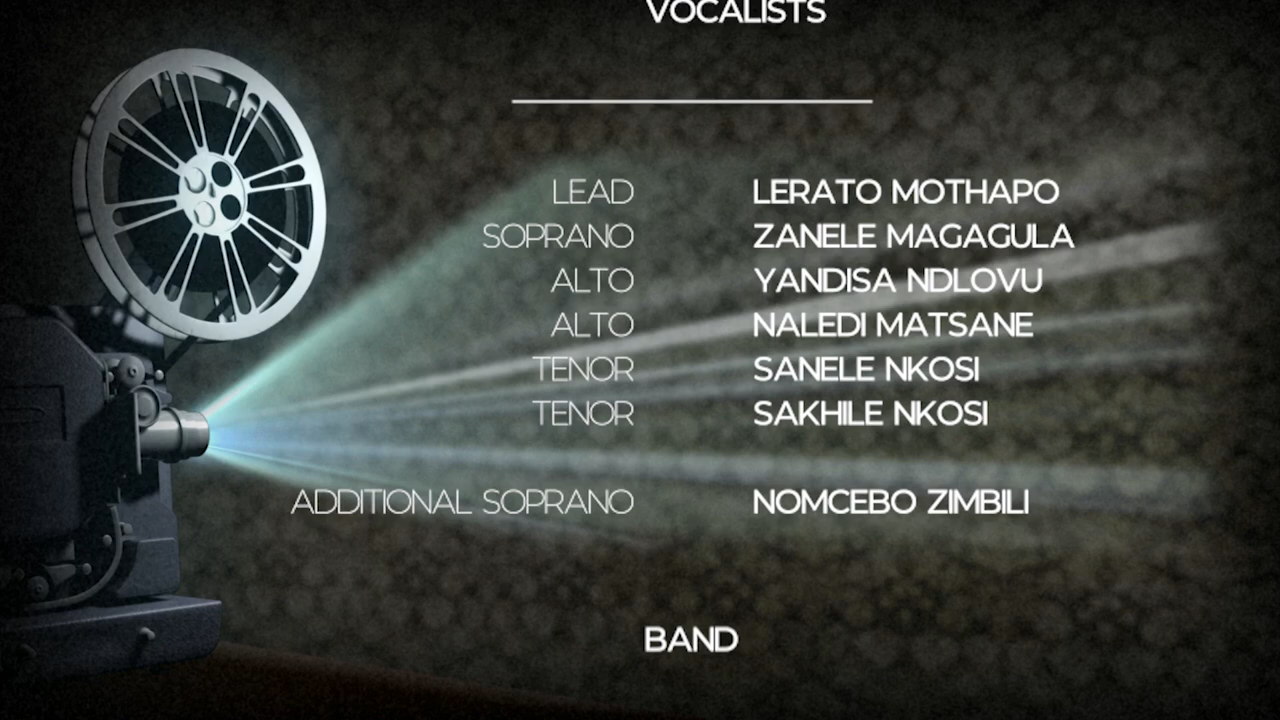 VOCALISTS
LEAD LERATO MOTHAPO
SOPRANO ZANELE MAGAGULA
ALTO YANDISA NDLOVU
ALTO NALEDI MATSANE
TENOR SANELE NKOSI
TENOR SAKHILE NKOSI
ADDITIONAL SOPRANO NOMCEBO ZIMBILI
BAND